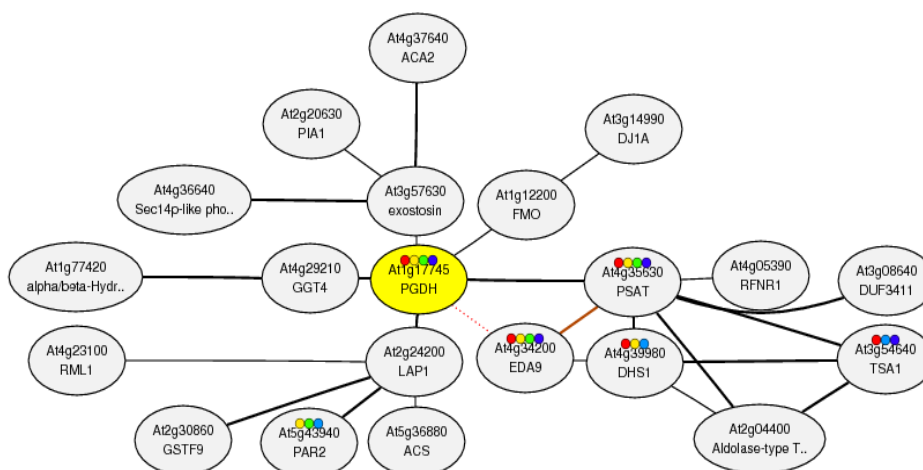 At4g37640
ACA2
At2g20630
PIA1
At3g14990
DJ1A
At4g36640
Sec14p-like pho..
At3g57630
exostosin
At1g12200
FMO
At1g77420
alpha/beta-Hydr..
At4g29210
GGT4
At1g17745
PGDH
At4g35630
PSAT
At4g05390
RFNR1
At3g08640
DUF3411
At4g23100
RML1
At2g24200
LAP1
At4g34200
EDA9
At4g39980
DHS1
At3g54640
TSA1
At2g30860
GSTF9
At5g43940
PAR2
At5g36880
ACS
At2g04400
Aldolase-type T..